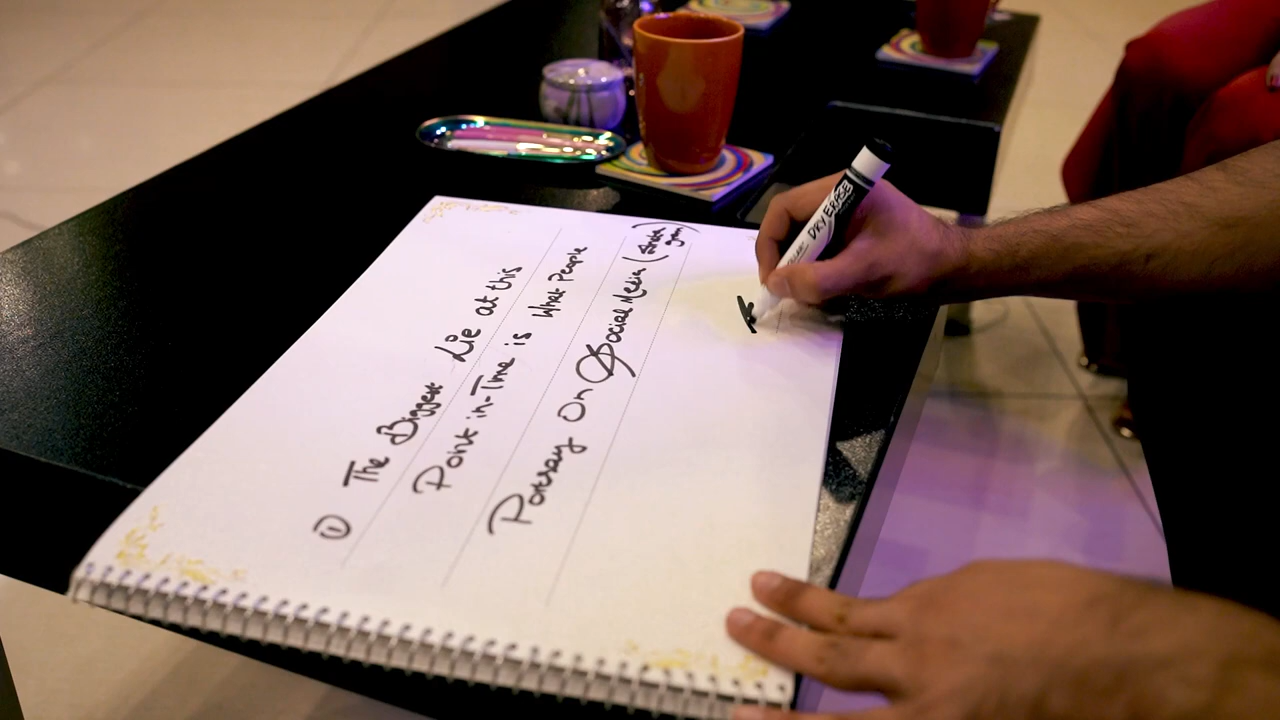 ① The Biggest Lie at this
Point in-Time is What People
Portray On Social Media (
DRY ERASE